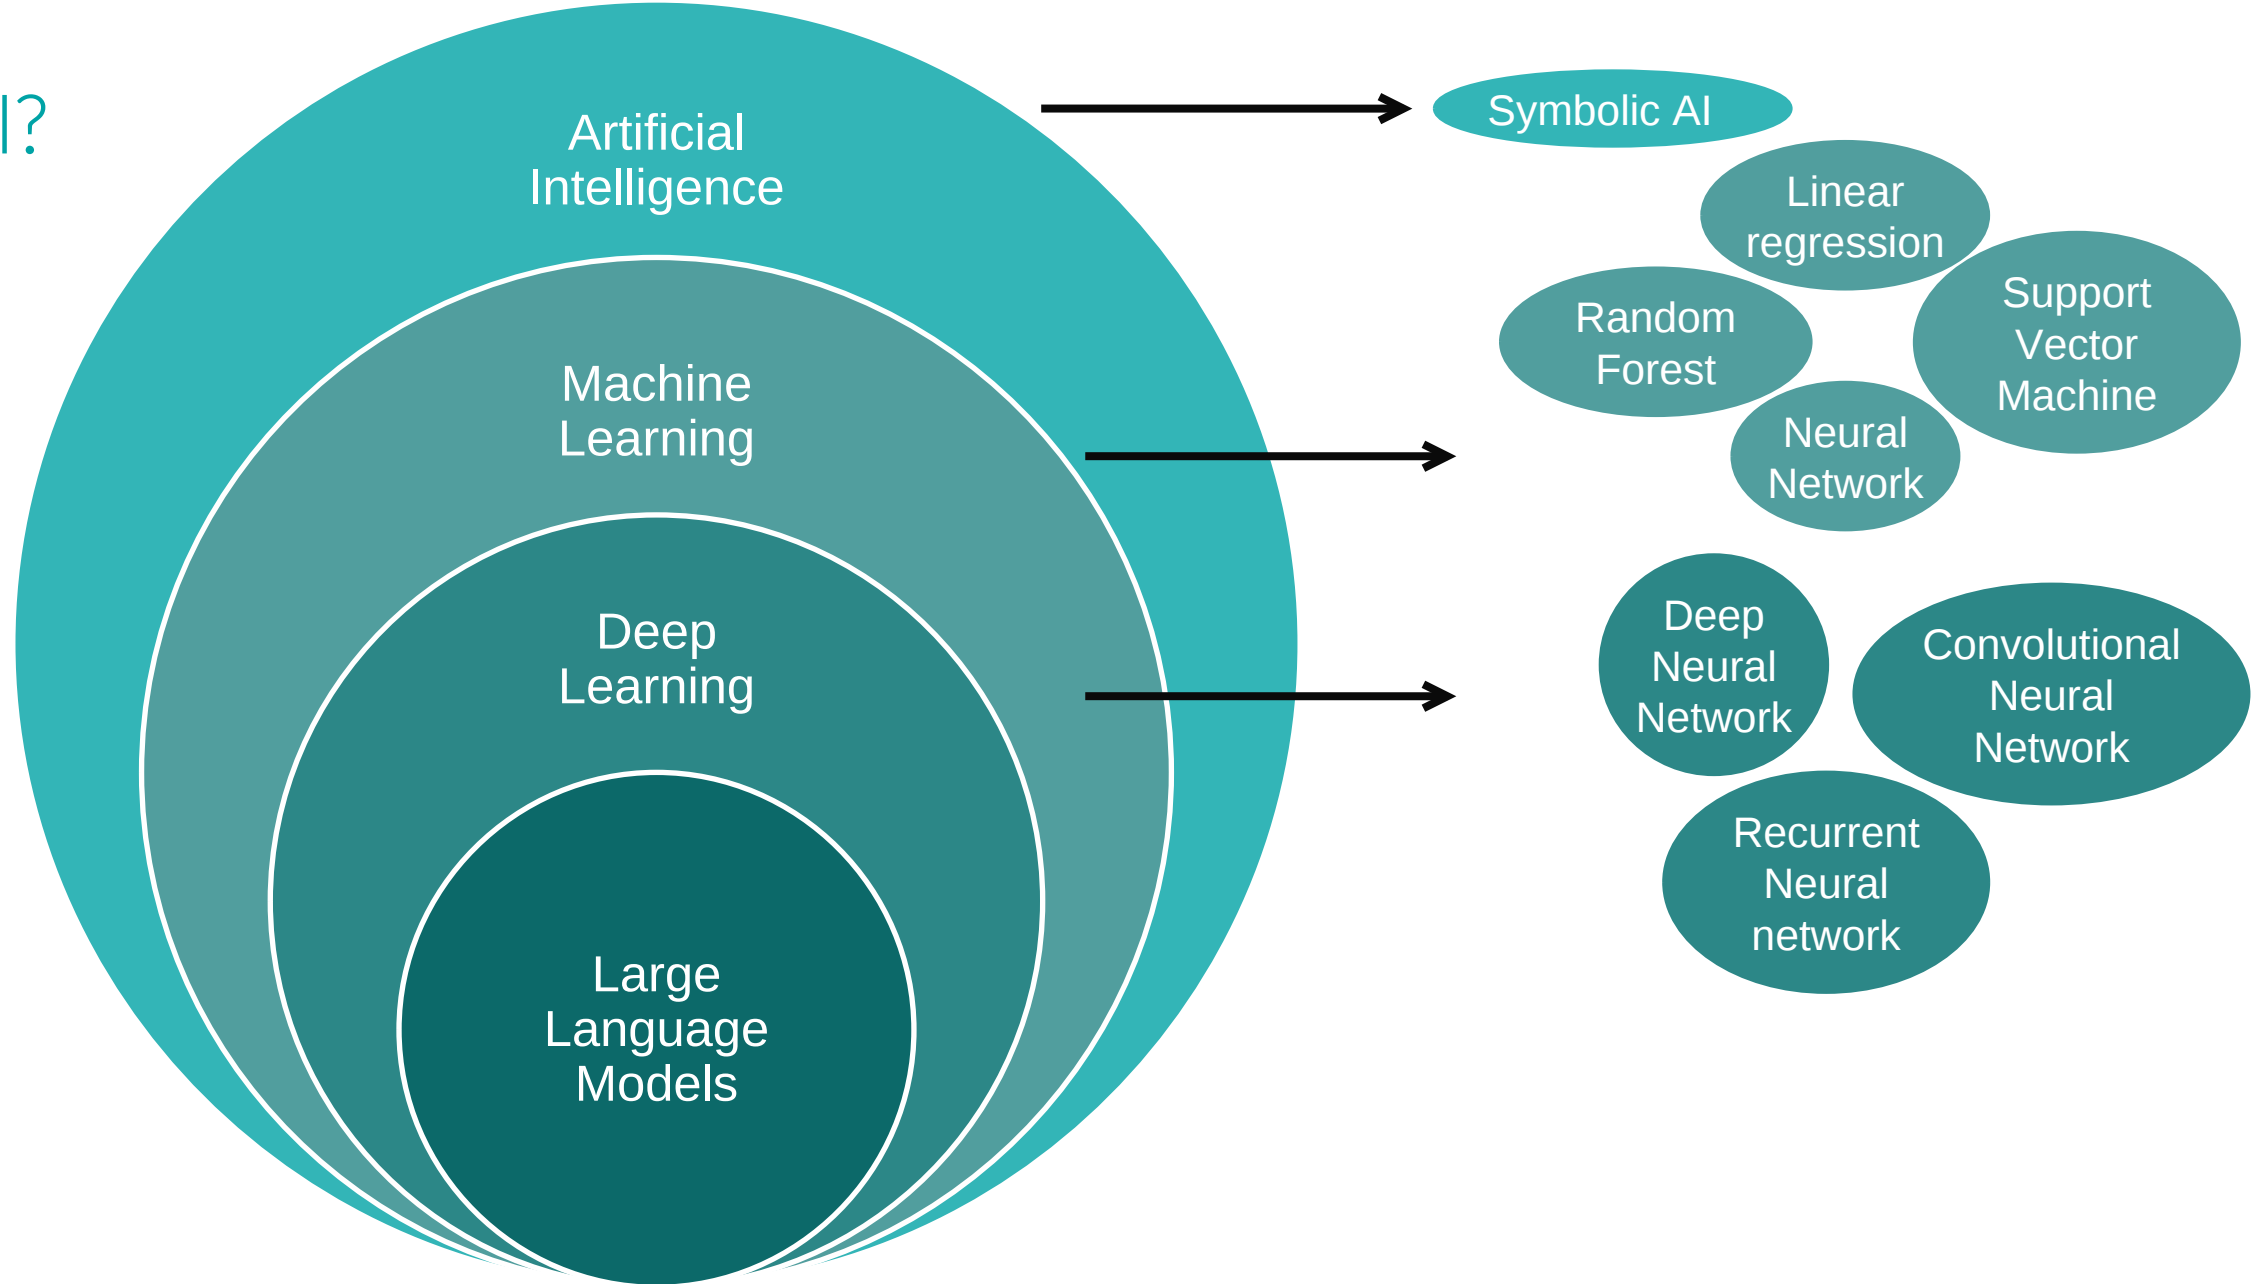 I?
Artificial
Intelligence
Machine
Learning
Deep
Learning
Large
Language
Models
Symbolic AI
Linear
regression
Random
Forest
Support
Vector
Machine
Neural
Network
Deep
Neural
Network
Convolutional
Neural
Network
Recurrent
Neural
network